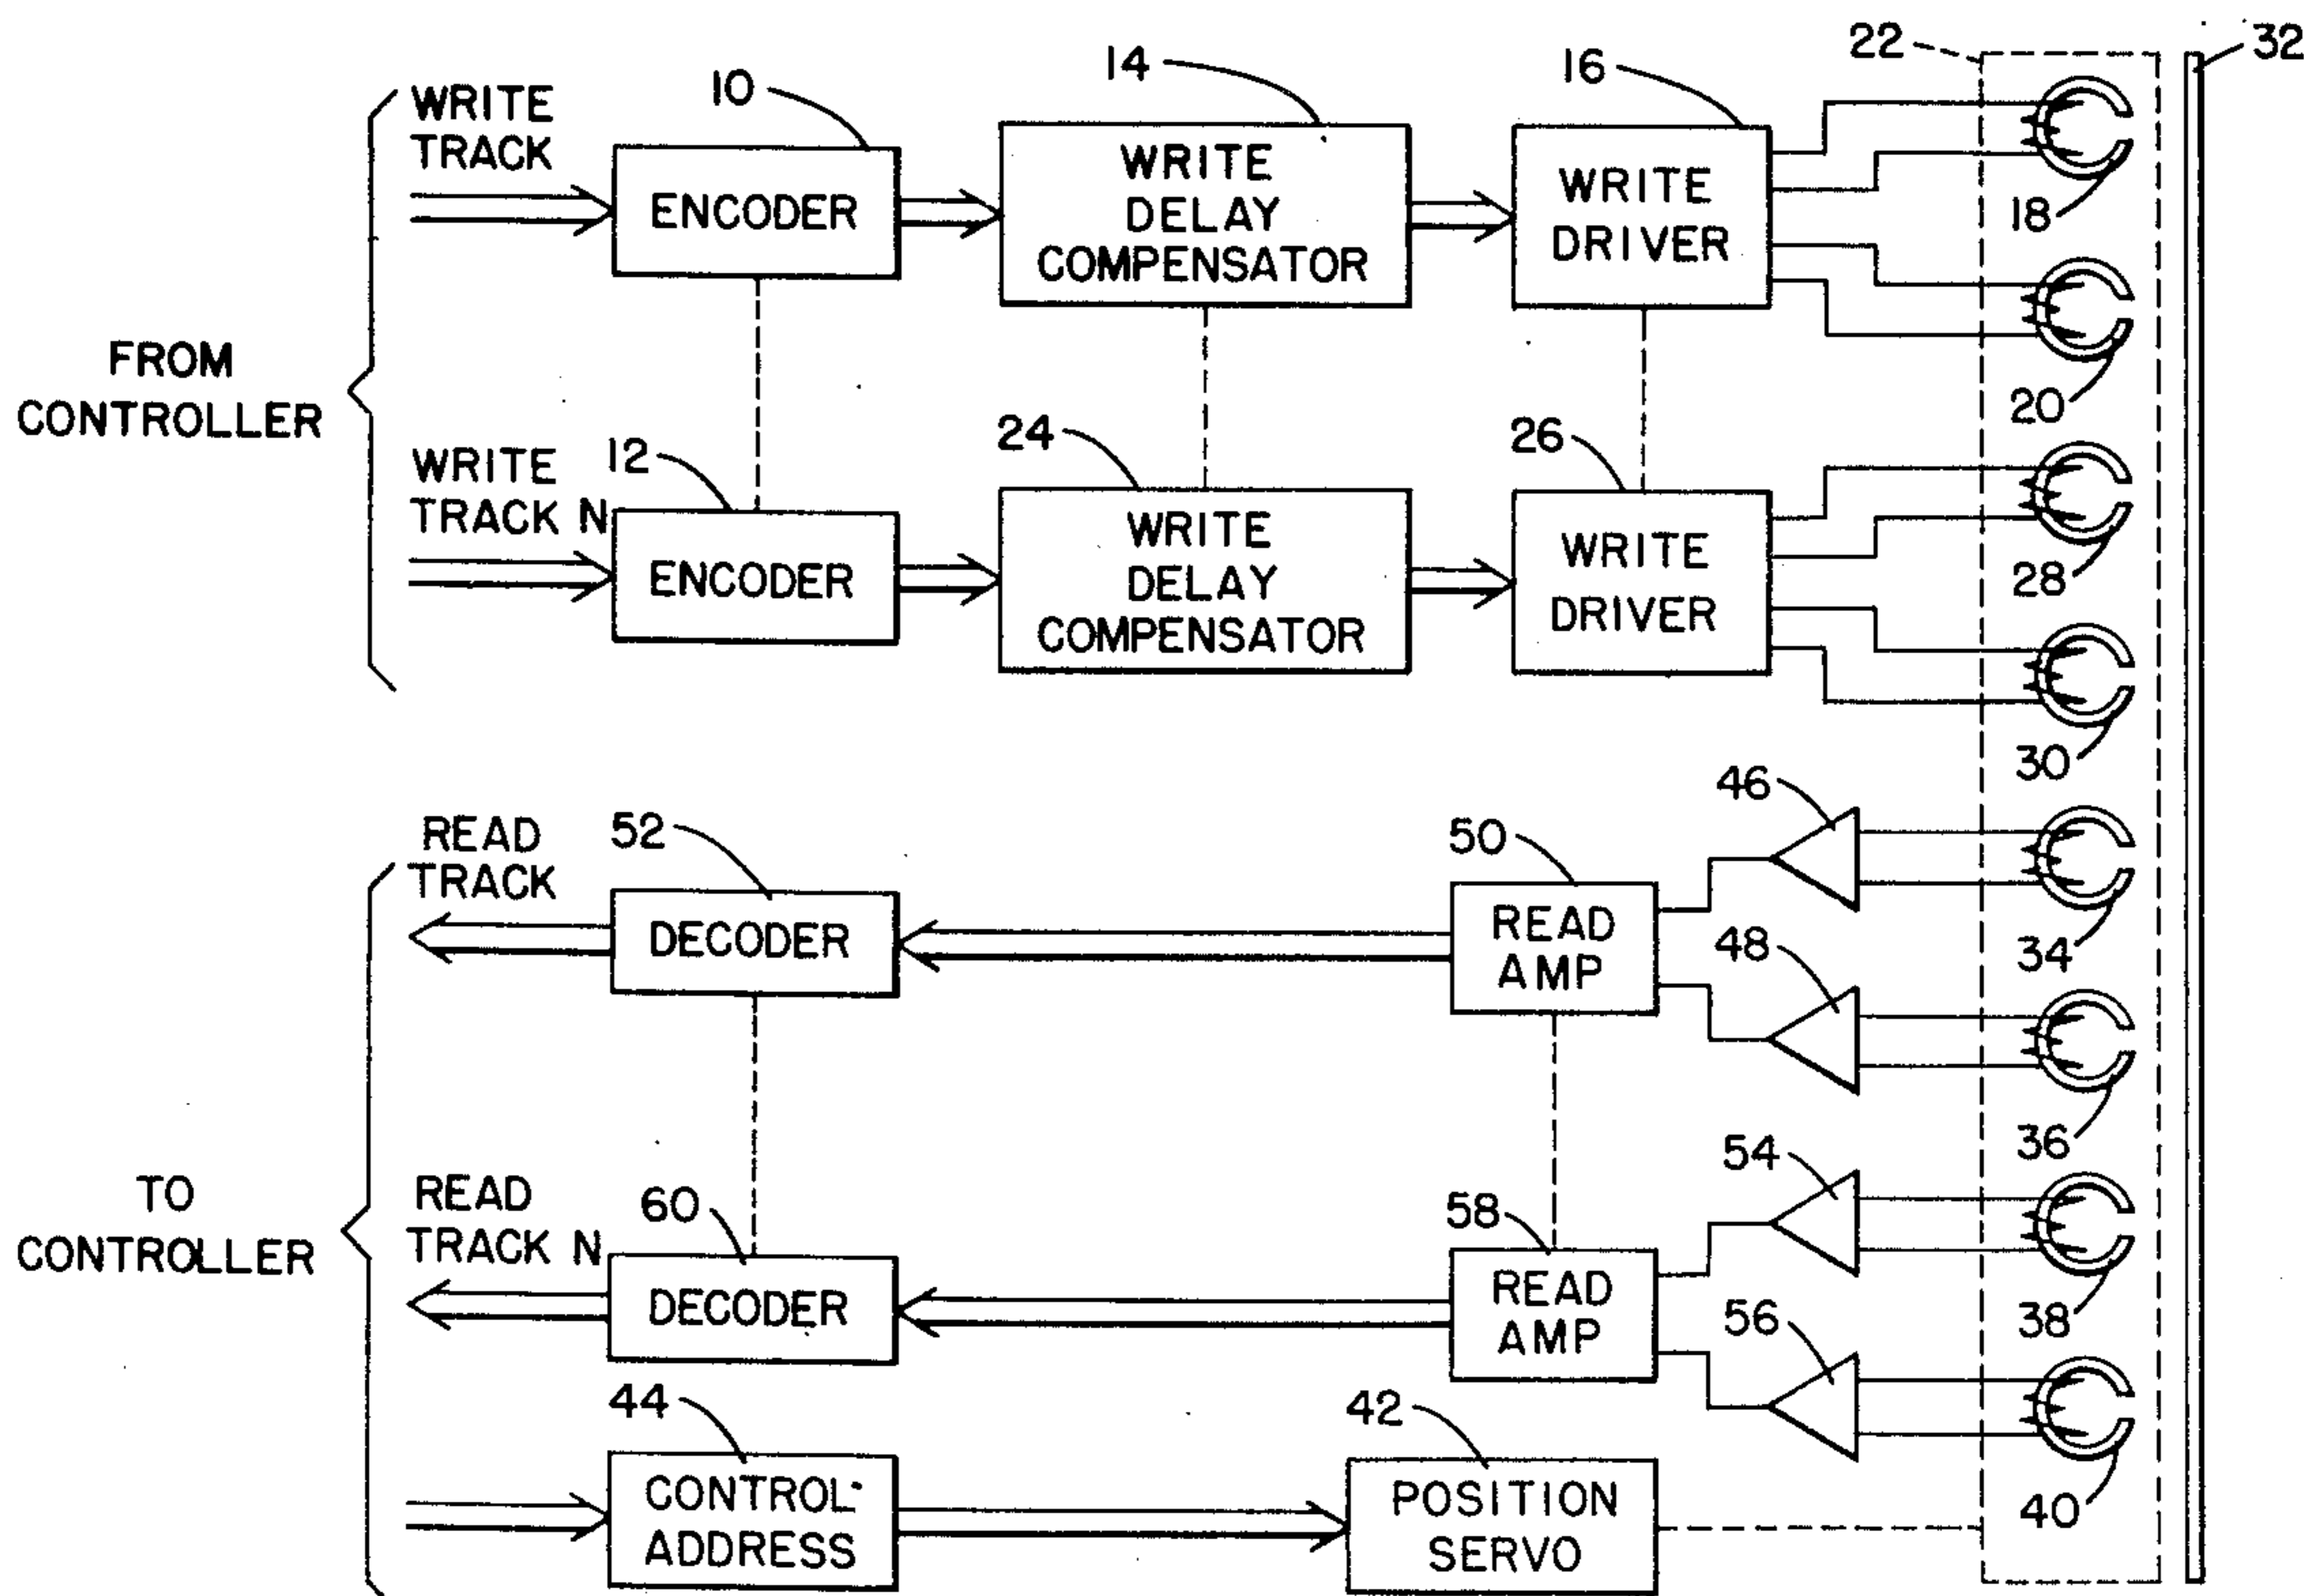 22
32
14
16
10
WRITE
TRACK
ENCODER
WRITE
DELAY
COMPENSATOR
WRITE
DRIVER
18
20
FROM
CONTROLLER
WRITE
TRACK N
12
24
26
ENCODER
WRITE
DELAY
COMPENSATOR
WRITE
DRIVER
28
30
READ
TRACK
52
50
46
48
DECODER
READ
AMP
34
36
TO
CONTROLLER
READ
TRACK N
60
58
54
56
DECODER
READ
AMP
38
44
42
CONTROL-
ADDRESS
POSITION
SERVO
40